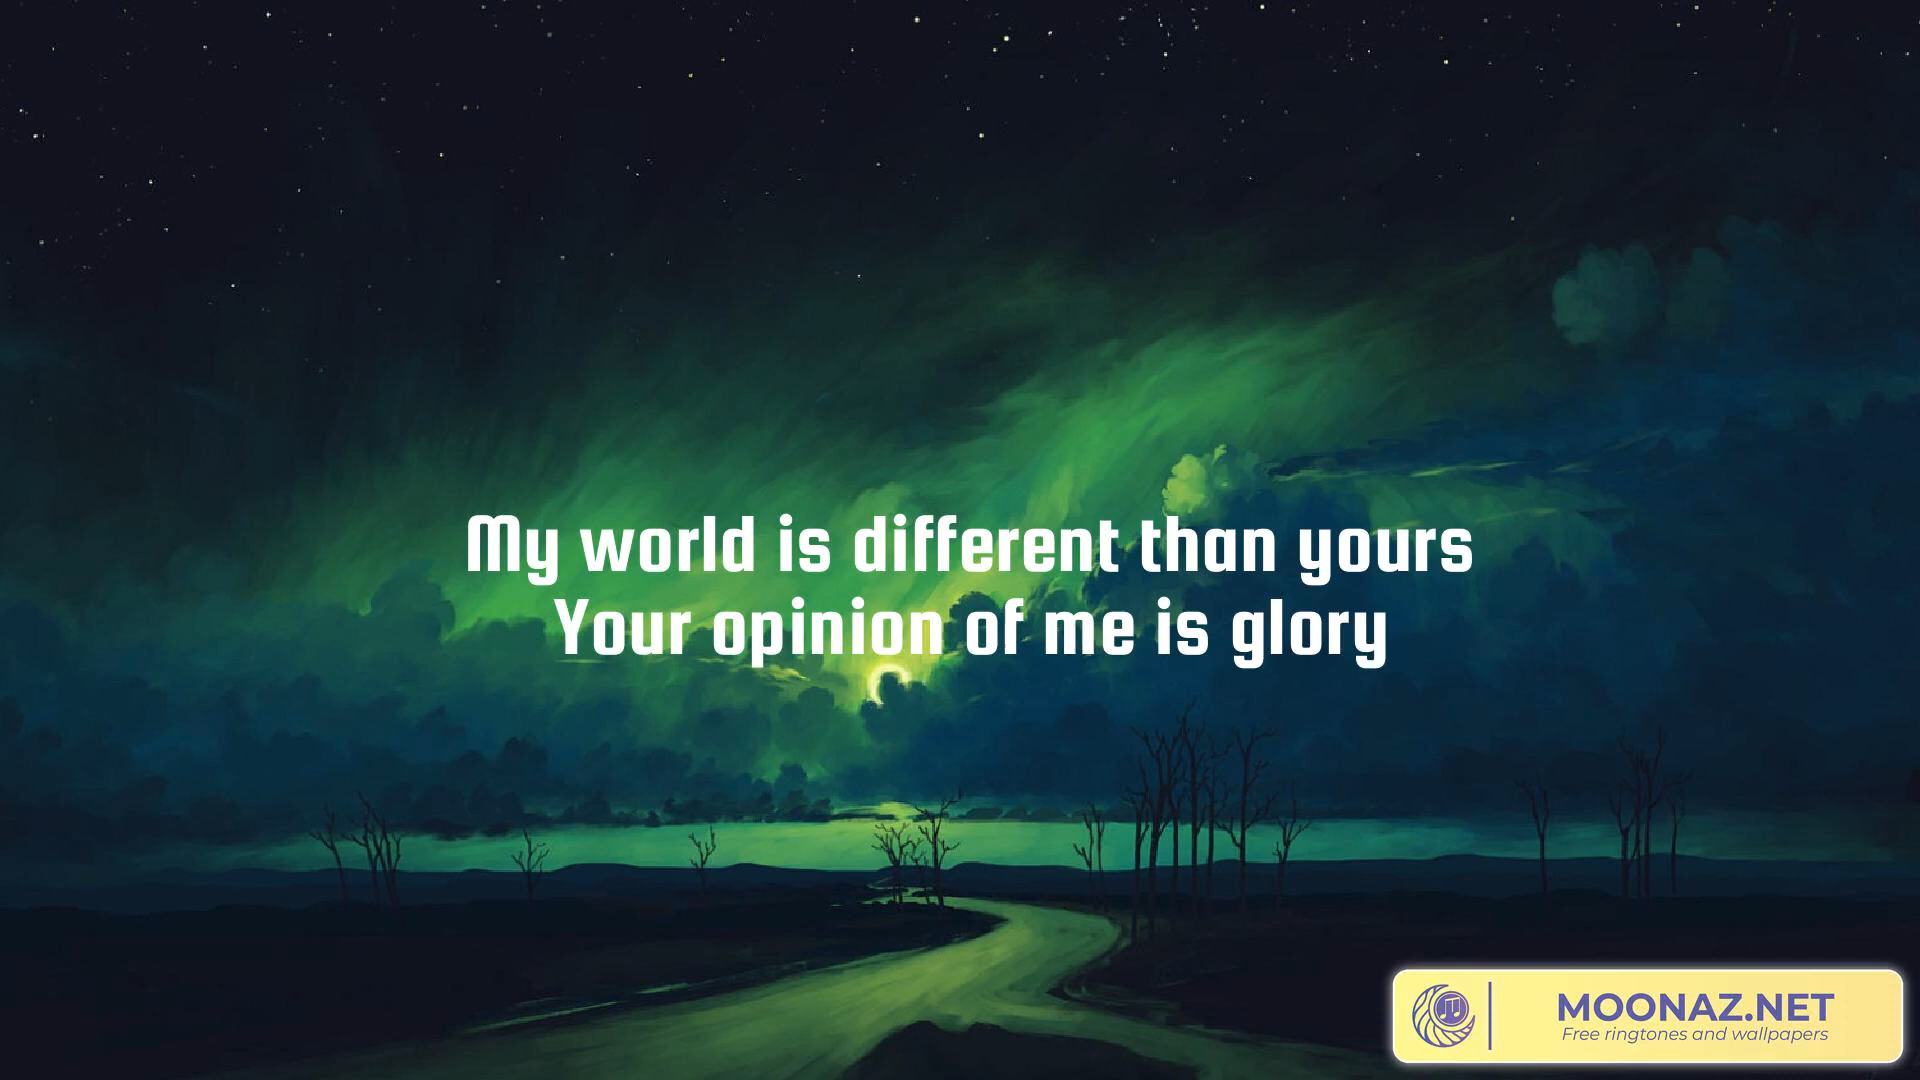 My world is different than yours
Your opinion of me is glory
MOONAZ.NET
Free ringtones and wallpapers